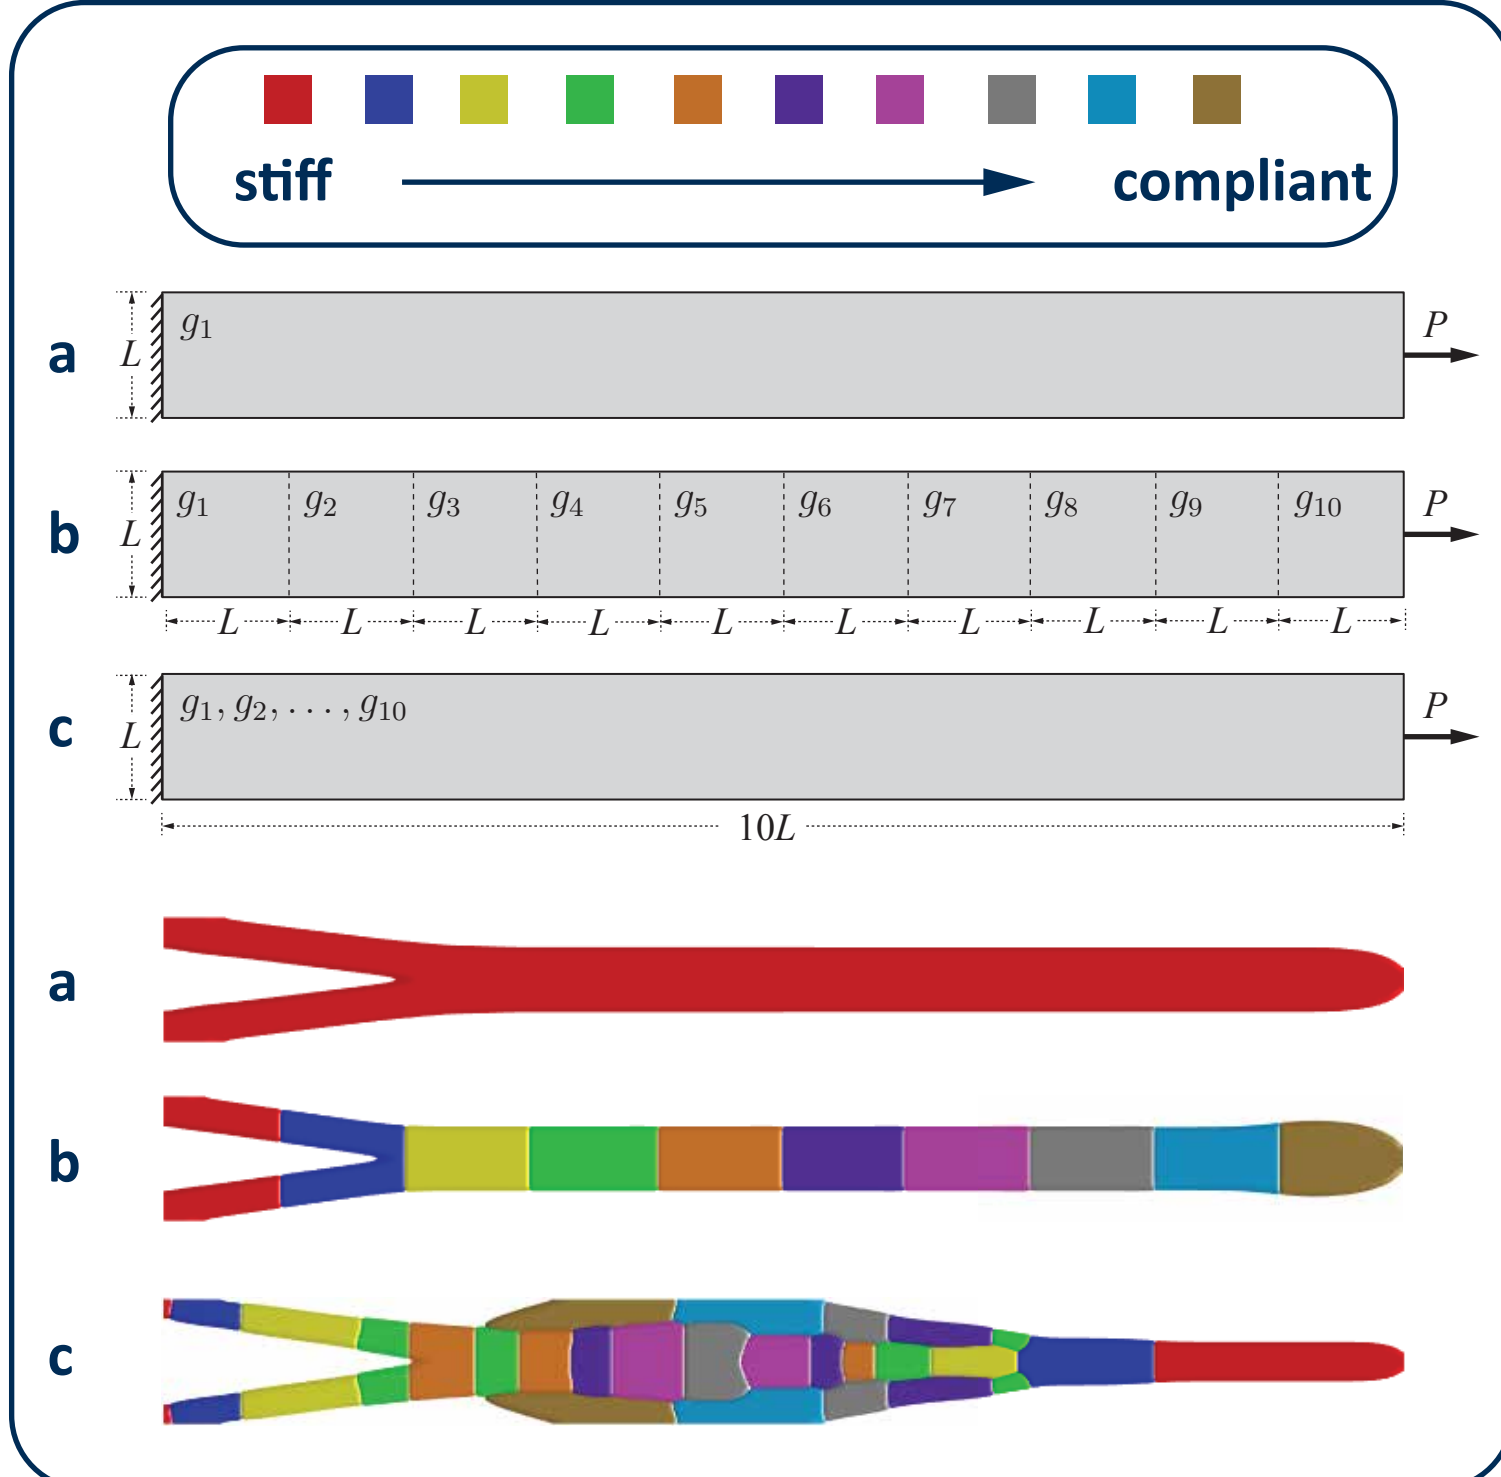 stiff compliant
a L g₁ P
b L g₁ g₂ g₃ g₄ g₅ g₆ g₇ g₈ g₉ g₁₀ P
L L L L L L L L L L
c L g₁, g₂, . . . , g₁₀ P
10L
a
b
c